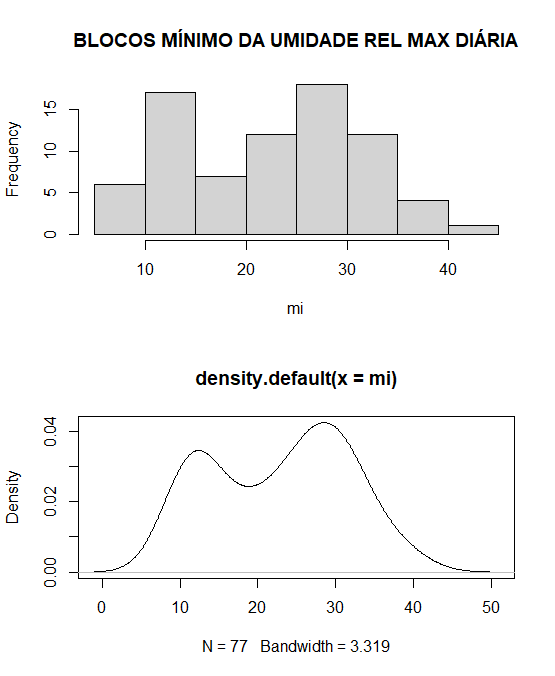 BLOCOS MÍNIMO DA UMIDADE REL MAX DIÁRIA
Frequency
15
10
5
0
10 20 30 40
mi
density.default(x = mi)
Density
0.04
0.02
0.00
0 10 20 30 40 50
N = 77 Bandwidth = 3.319